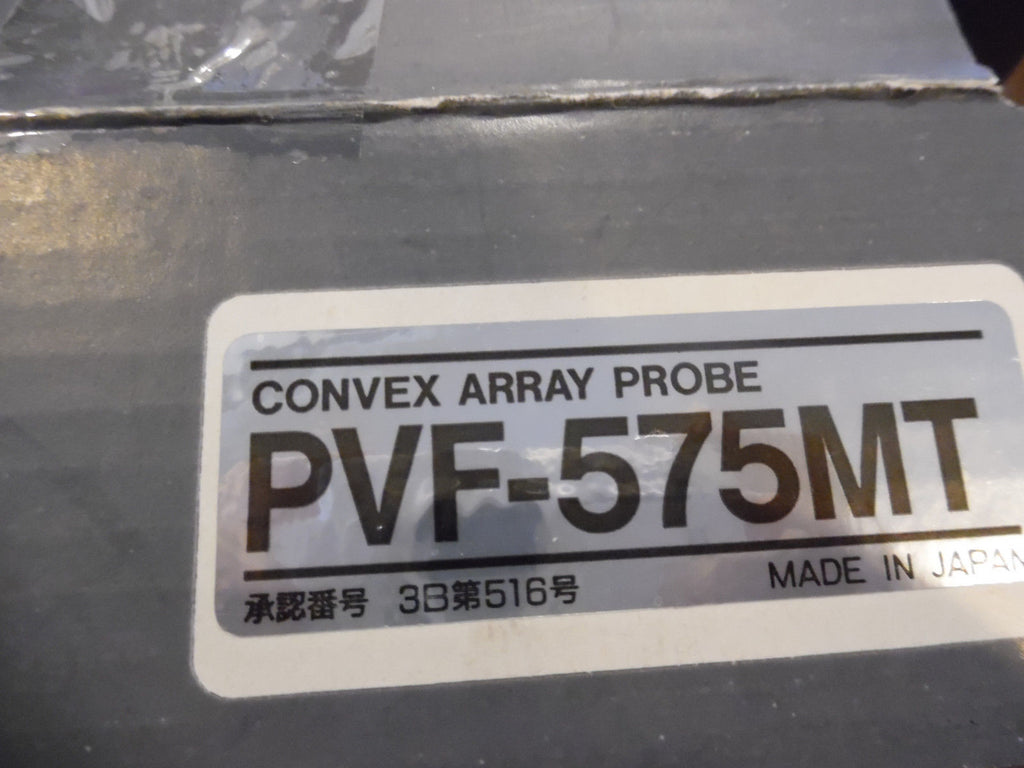 CONVEX ARRAY PROBE
PVF-575MT
承認番号 3B第516号
MADE IN JAPAN